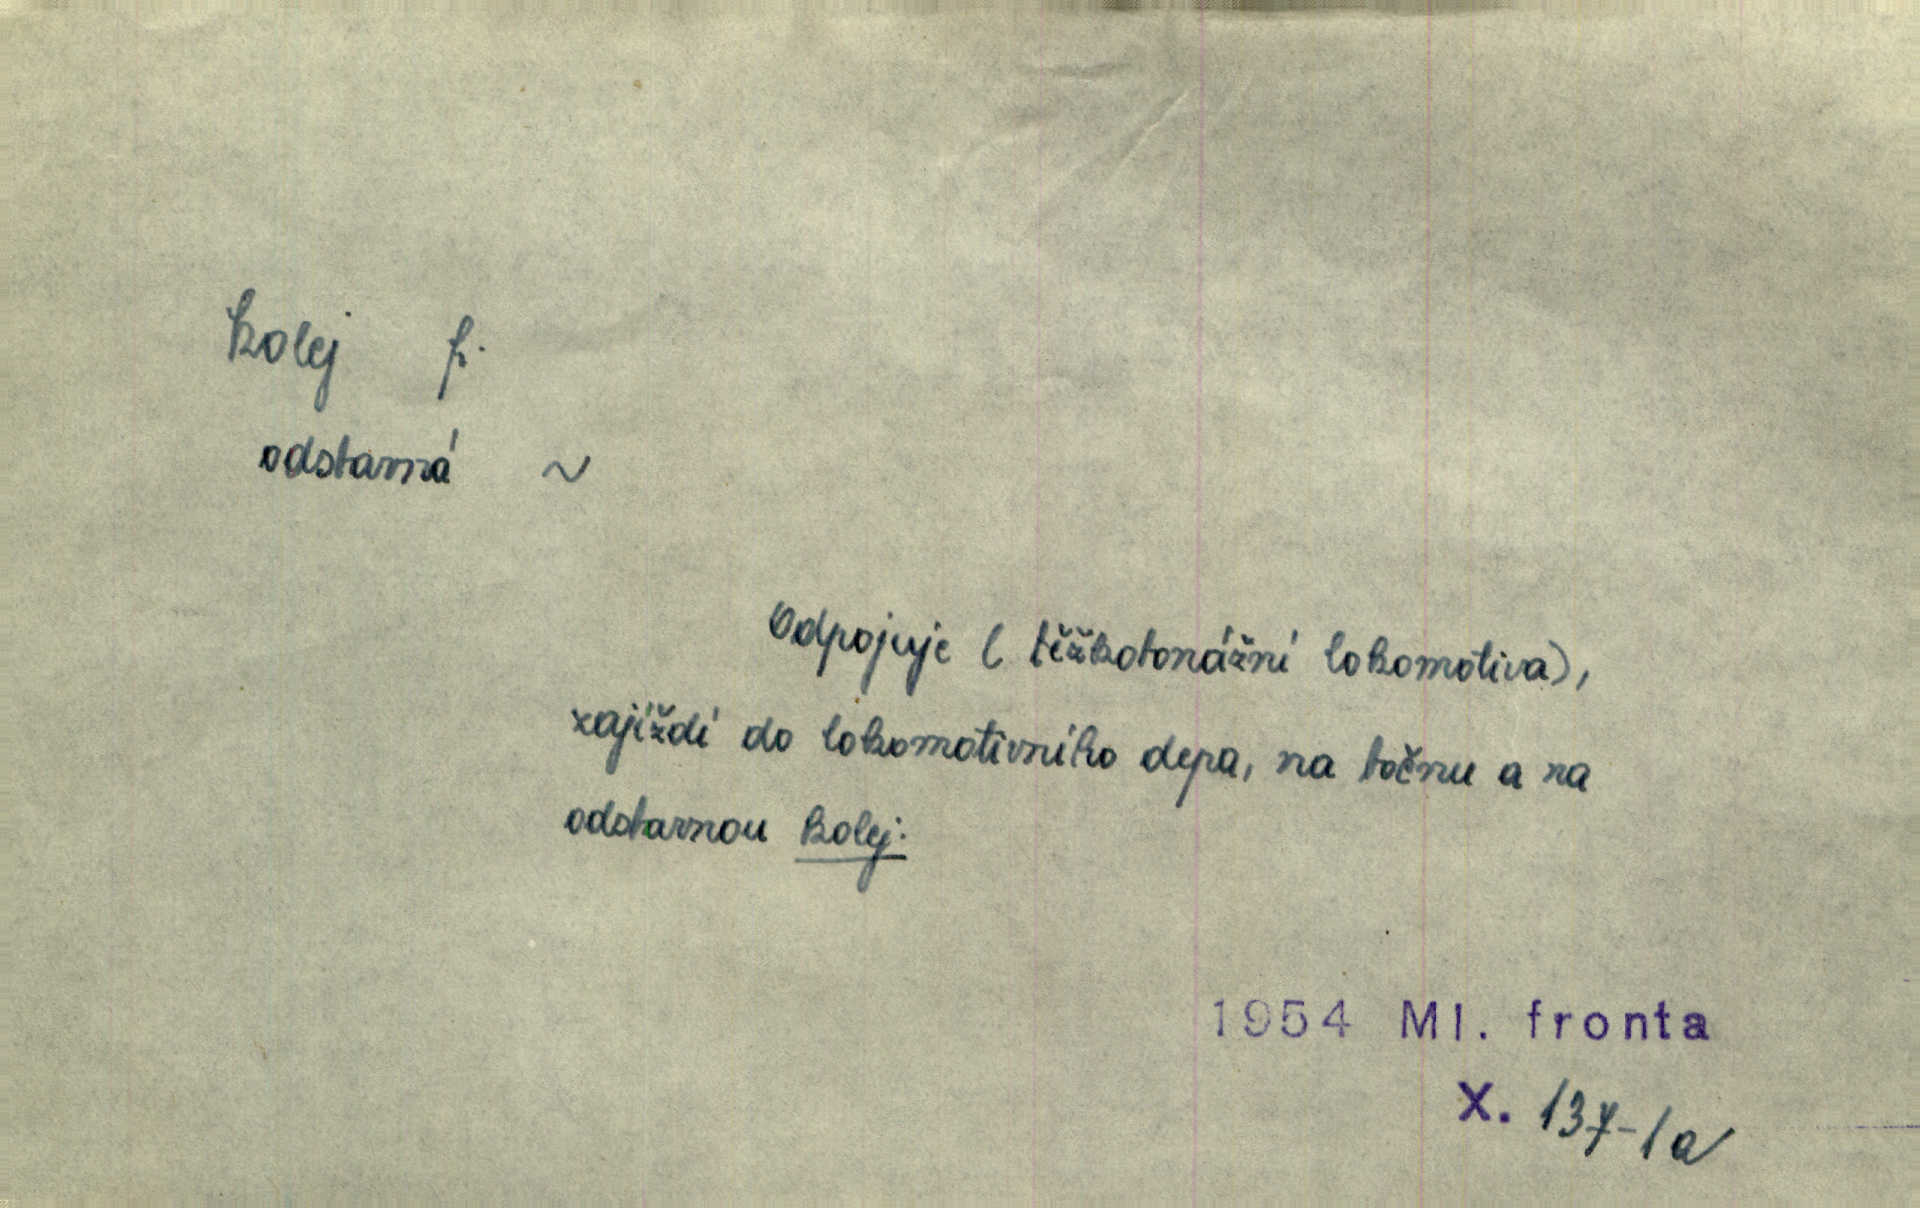 kolej f.
odstavná ~
Odpojuje ( těžkotonážní lokomotiva),
zajíždí do lokomotivního depa, na točnu a na
odstavnou kolej.
1954 Ml. fronta
X. 137-1a